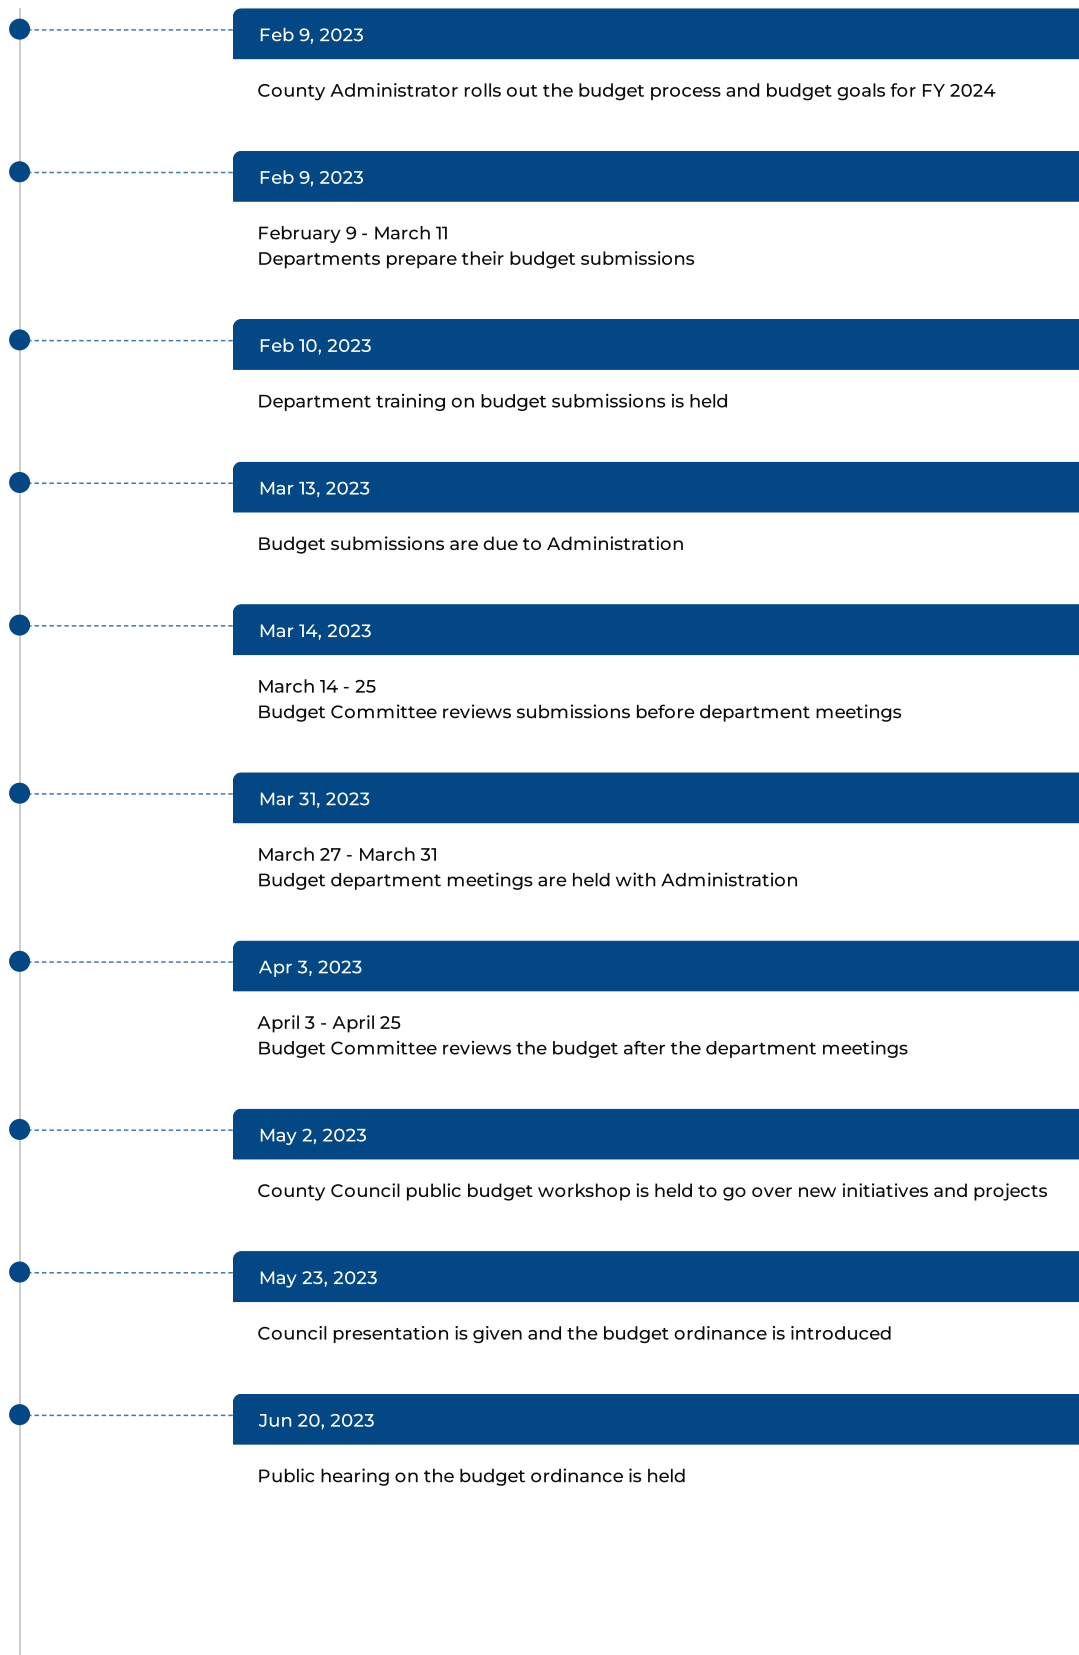 Feb 9, 2023
County Administrator rolls out the budget process and budget goals for FY 2024
Feb 9, 2023
February 9 - March 11
Departments prepare their budget submissions
Feb 10, 2023
Department training on budget submissions is held
Mar 13, 2023
Budget submissions are due to Administration
Mar 14, 2023
March 14 - 25
Budget Committee reviews submissions before department meetings
Mar 31, 2023
March 27 - March 31
Budget department meetings are held with Administration
Apr 3, 2023
April 3 - April 25
Budget Committee reviews the budget after the department meetings
May 2, 2023
County Council public budget workshop is held to go over new initiatives and projects
May 23, 2023
Council presentation is given and the budget ordinance is introduced
Jun 20, 2023
Public hearing on the budget ordinance is held